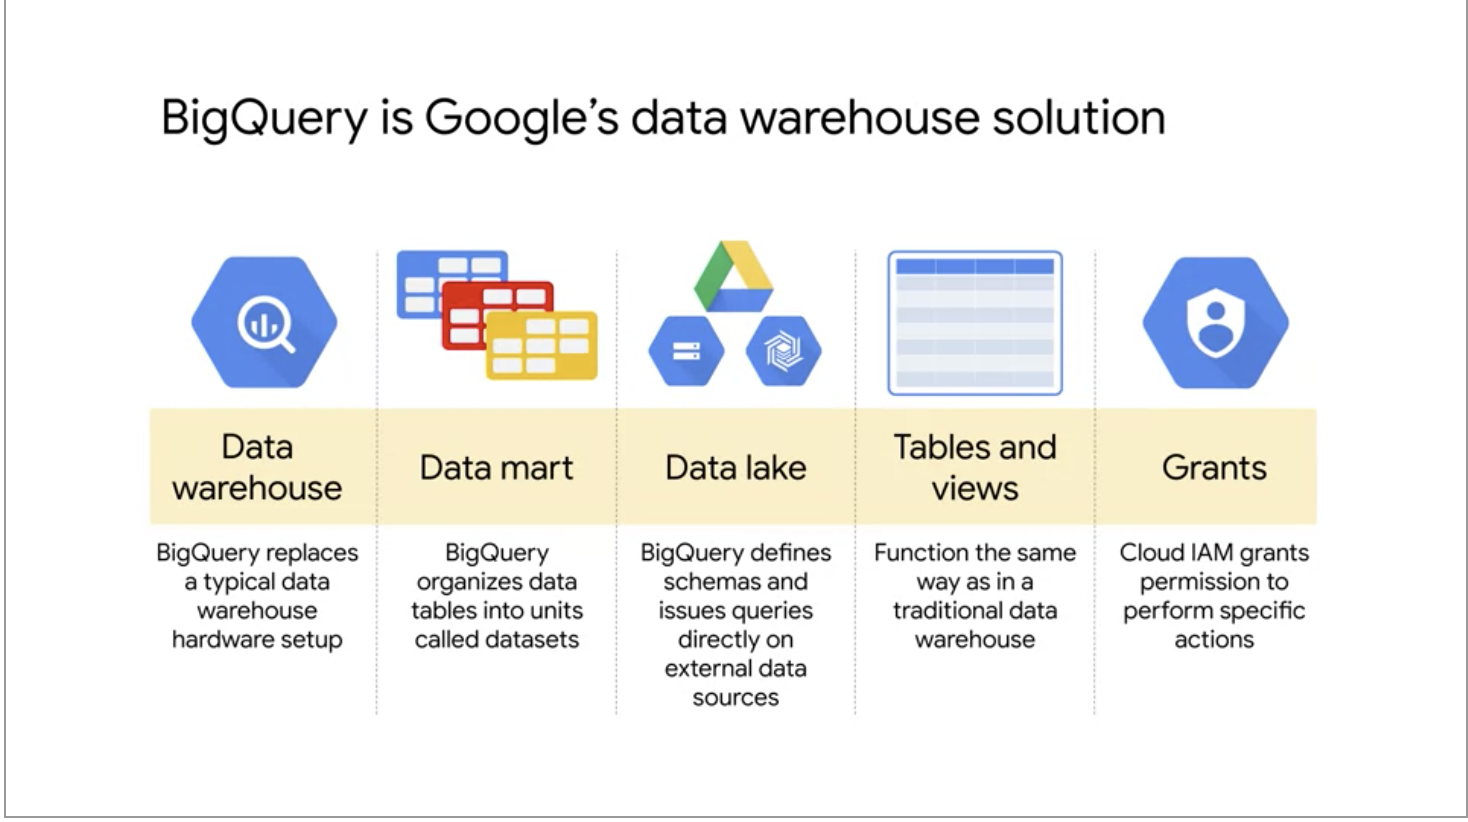 BigQuery is Google’s data warehouse solution
Data
warehouse
BigQuery replaces
a typical data
warehouse
hardware setup
Data mart
BigQuery
organizes data
tables into units
called datasets
Data lake
BigQuery defines
schemas and
issues queries
directly on
external data
sources
Tables and
views
Function the same
way as in a
traditional data
warehouse
Grants
Cloud IAM grants
permission to
perform specific
actions